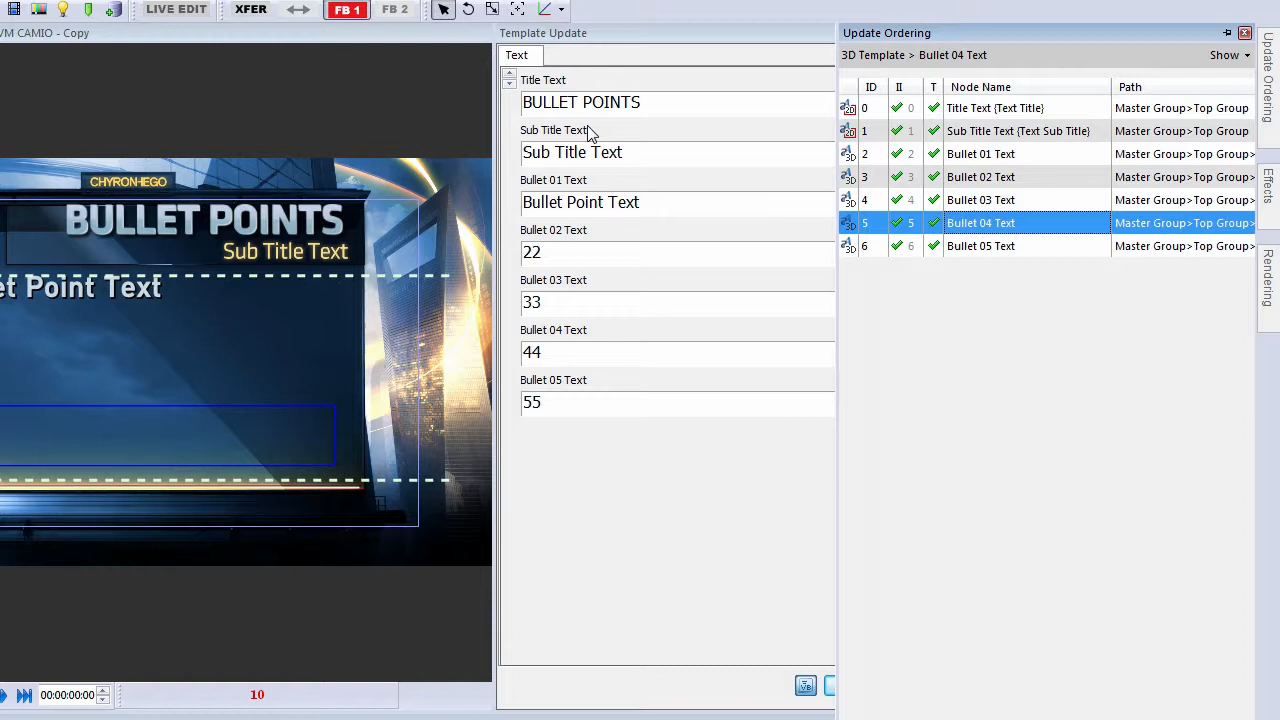 LIVE EDIT XFER FB 1 FB 2
VM CAMIO - Copy
CHYRONHEGO
BULLET POINTS
Sub Title Text
et Point Text
00:00:00:00
10
Template Update
Text
Title Text
BULLET POINTS
Sub Title Text
Sub Title Text
Bullet 01 Text
Bullet Point Text
Bullet 02 Text
22
Bullet 03 Text
33
Bullet 04 Text
44
Bullet 05 Text
55
VB
Update Ordering
3D Template > Bullet 04 Text Show
ID II T Node Name Path
0 0 Title Text {Text Title} Master Group>Top Group
1 1 Sub Title Text {Text Sub Title} Master Group>Top Group
2 2 Bullet 01 Text Master Group>Top Group>
3 3 Bullet 02 Text Master Group>Top Group>
4 4 Bullet 03 Text Master Group>Top Group>
5 5 Bullet 04 Text Master Group>Top Group>
6 6 Bullet 05 Text Master Group>Top Group>
Update Ordering
Effects
Rendering